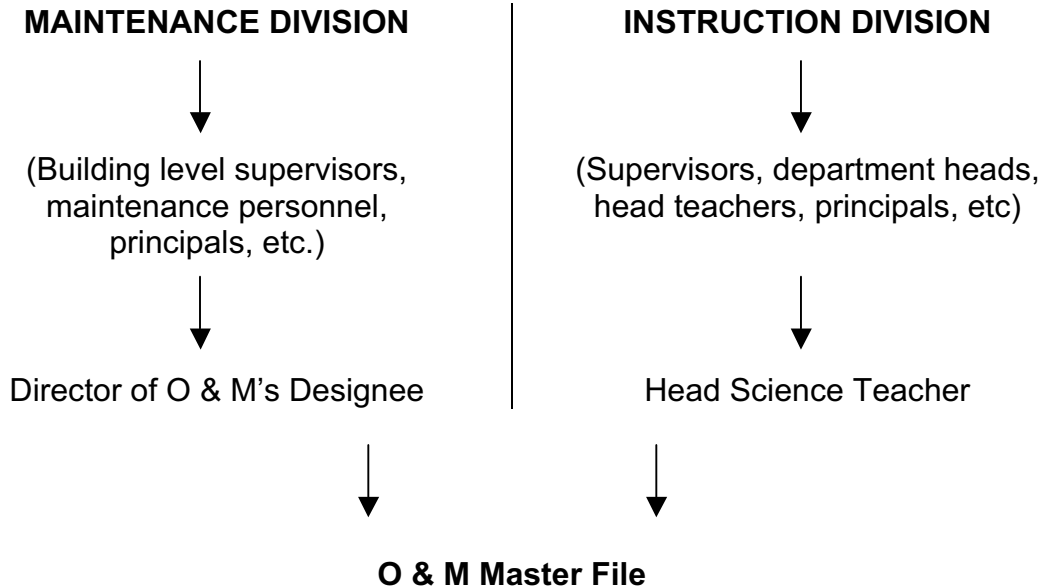 MAINTENANCE DIVISION
(Building level supervisors,
maintenance personnel,
principals, etc.)
Director of O & M’s Designee
INSTRUCTION DIVISION
(Supervisors, department heads,
head teachers, principals, etc)
Head Science Teacher
O & M Master File